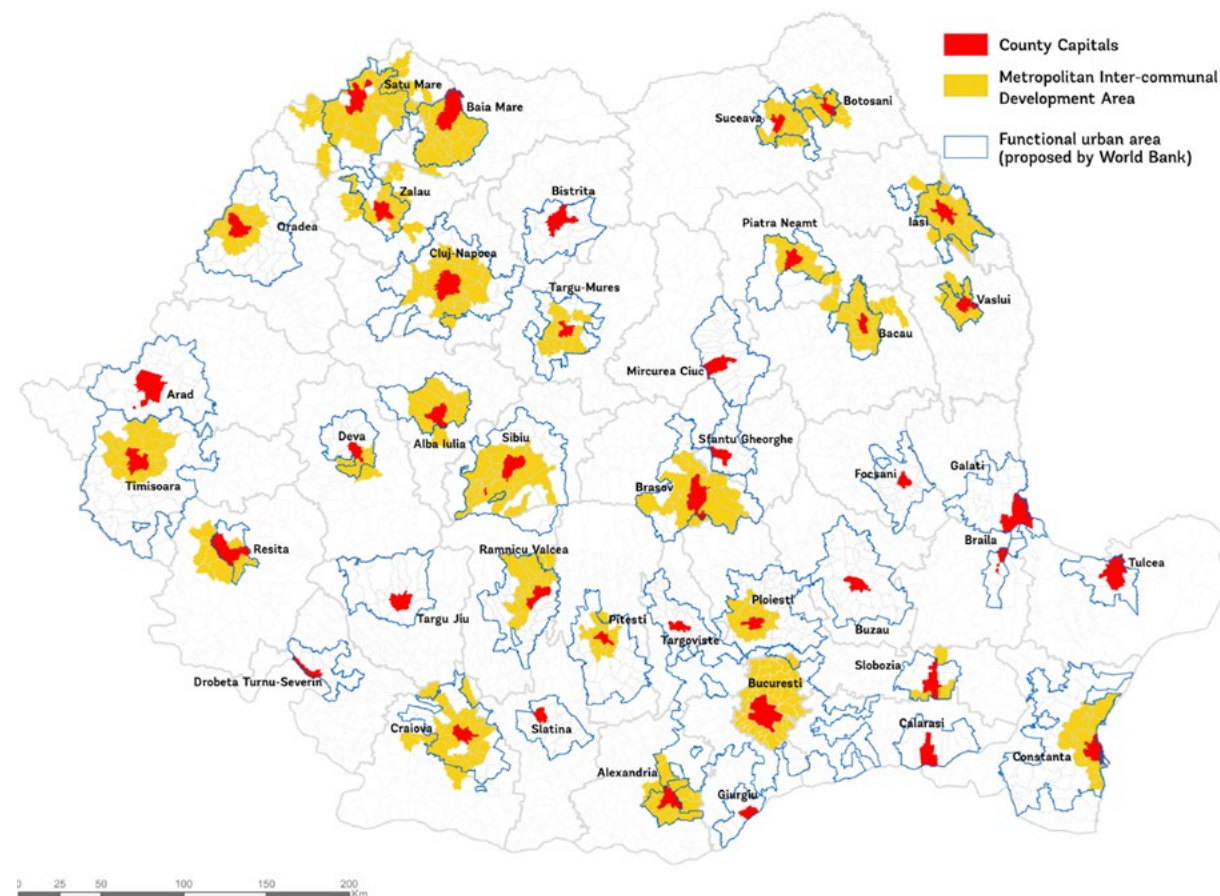 County Capitals
Metropolitan Inter-communal
Development Area
Functional urban area
(proposed by World Bank)
Satu Mare
Baia Mare
Botosani
Suceava
Zalau
Bistrita
Oradea
Piatra Neamt
Iasi
Cluj-Napoca
Targu-Mures
Vaslui
Bacau
Mircurea Ciuc
Arad
Deva
Alba Iulia
Sibiu
Sfantu Gheorghe
Focsani
Galati
Timisoara
Brasov
Braila
Resita
Ramnicu Valcea
Tulcea
Targu Jiu
Pitesti
Ploiesti
Targoviste
Buzau
Slobozia
Drobeta Turnu-Severin
Bucuresti
Craiova
Slatina
Calarasi
Constanta
Alexandria
Giurgiu
0 25 50 100 150 200
Km